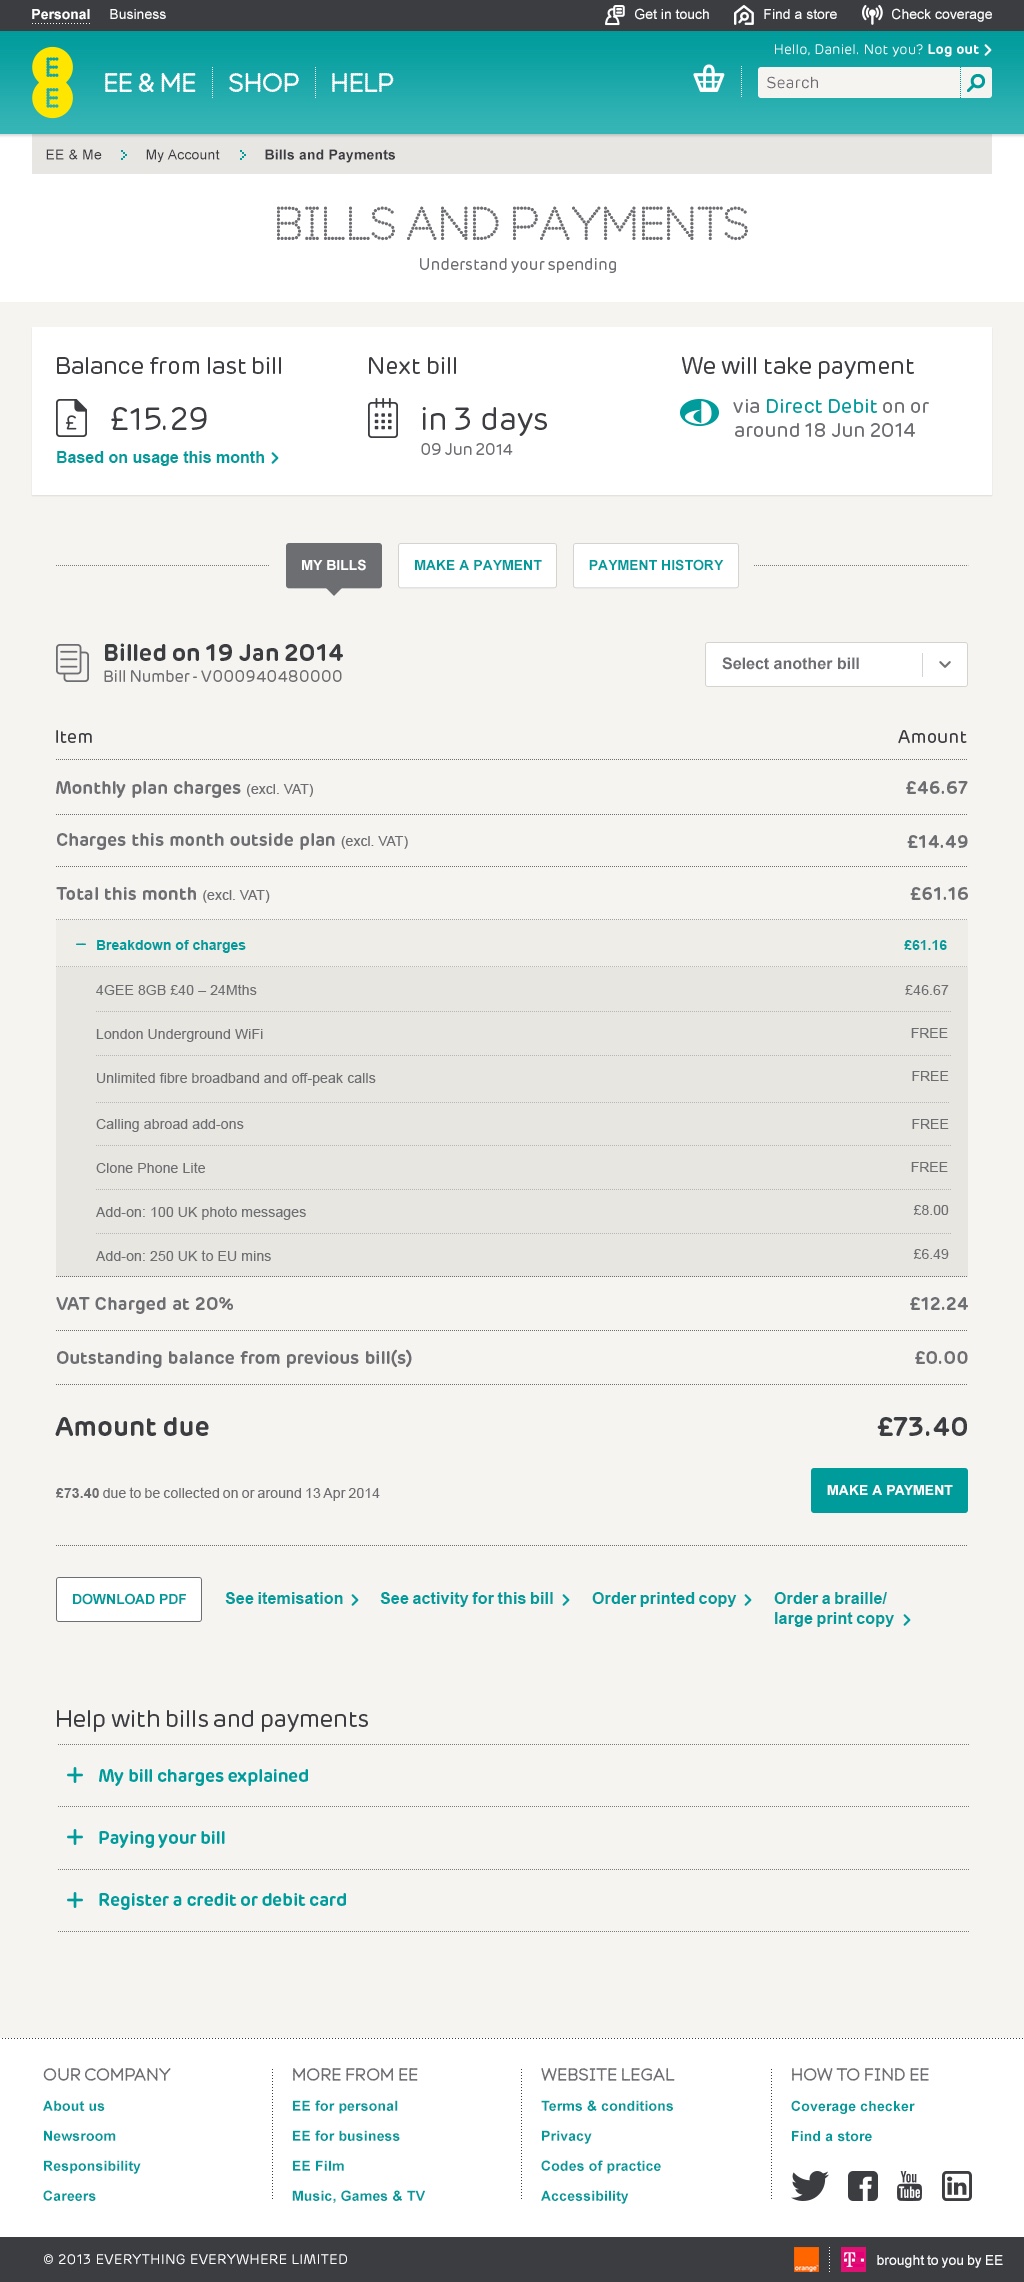 Personal Business Get in touch Find a store Check coverage
Hello, Daniel. Not you? Log out
EE
EE & ME SHOP HELP
Search
EE & Me My Account Bills and Payments
BILLS AND PAYMENTS
Understand your spending
Balance from last bill
£ £15.29
Based on usage this month
Next bill
in 3 days
09 Jun 2014
We will take payment
via Direct Debit on or
around 18 Jun 2014
MY BILLS MAKE A PAYMENT PAYMENT HISTORY
Billed on 19 Jan 2014
Bill Number - V000940480000
Select another bill
Item Amount
Monthly plan charges (excl. VAT) £46.67
Charges this month outside plan (excl. VAT) £14.49
Total this month (excl. VAT) £61.16
– Breakdown of charges £61.16
4GEE 8GB £40 – 24Mths £46.67
London Underground WiFi FREE
Unlimited fibre broadband and off-peak calls FREE
Calling abroad add-ons FREE
Clone Phone Lite FREE
Add-on: 100 UK photo messages £8.00
Add-on: 250 UK to EU mins £6.49
VAT Charged at 20% £12.24
Outstanding balance from previous bill(s) £0.00
Amount due £73.40
£73.40 due to be collected on or around 13 Apr 2014
MAKE A PAYMENT
DOWNLOAD PDF See itemisation See activity for this bill Order printed copy Order a braille/
large print copy
Help with bills and payments
+ My bill charges explained
+ Paying your bill
+ Register a credit or debit card
OUR COMPANY
About us
Newsroom
Responsibility
Careers
MORE FROM EE
EE for personal
EE for business
EE Film
Music, Games & TV
WEBSITE LEGAL
Terms & conditions
Privacy
Codes of practice
Accessibility
HOW TO FIND EE
Coverage checker
Find a store
You
Tube
in
© 2013 EVERYTHING EVERYWHERE LIMITED
orange T brought to you by EE